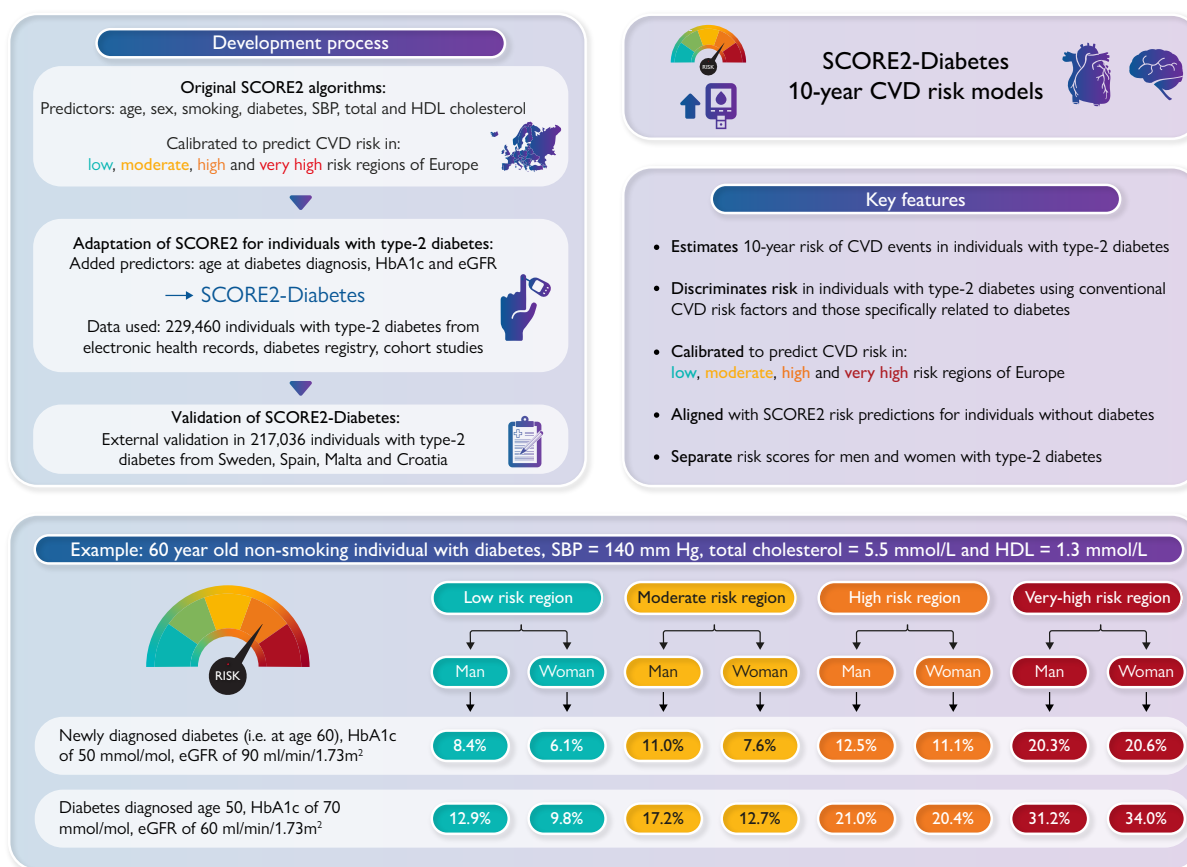 Development process
Original SCORE2 algorithms:
Predictors: age, sex, smoking, diabetes, SBP, total and HDL cholesterol
Calibrated to predict CVD risk in:
low, moderate, high and very high risk regions of Europe
Adaptation of SCORE2 for individuals with type-2 diabetes:
Added predictors: age at diabetes diagnosis, HbA1c and eGFR
→ SCORE2-Diabetes
Data used: 229,460 individuals with type-2 diabetes from
electronic health records, diabetes registry, cohort studies
Validation of SCORE2-Diabetes:
External validation in 217,036 individuals with type-2
diabetes from Sweden, Spain, Malta and Croatia
RISK
SCORE2-Diabetes
10-year CVD risk models
Key features
• Estimates 10-year risk of CVD events in individuals with type-2 diabetes
• Discriminates risk in individuals with type-2 diabetes using conventional
CVD risk factors and those specifically related to diabetes
• Calibrated to predict CVD risk in:
low, moderate, high and very high risk regions of Europe
• Aligned with SCORE2 risk predictions for individuals without diabetes
• Separate risk scores for men and women with type-2 diabetes
Example: 60 year old non-smoking individual with diabetes, SBP = 140 mm Hg, total cholesterol = 5.5 mmol/L and HDL = 1.3 mmol/L
RISK
Low risk region Moderate risk region High risk region Very-high risk region
Man Woman Man Woman Man Woman Man Woman
Newly diagnosed diabetes (i.e. at age 60), HbA1c
of 50 mmol/mol, eGFR of 90 ml/min/1.73m²
8.4% 6.1% 11.0% 7.6% 12.5% 11.1% 20.3% 20.6%
Diabetes diagnosed age 50, HbA1c of 70
mmol/mol, eGFR of 60 ml/min/1.73m²
12.9% 9.8% 17.2% 12.7% 21.0% 20.4% 31.2% 34.0%